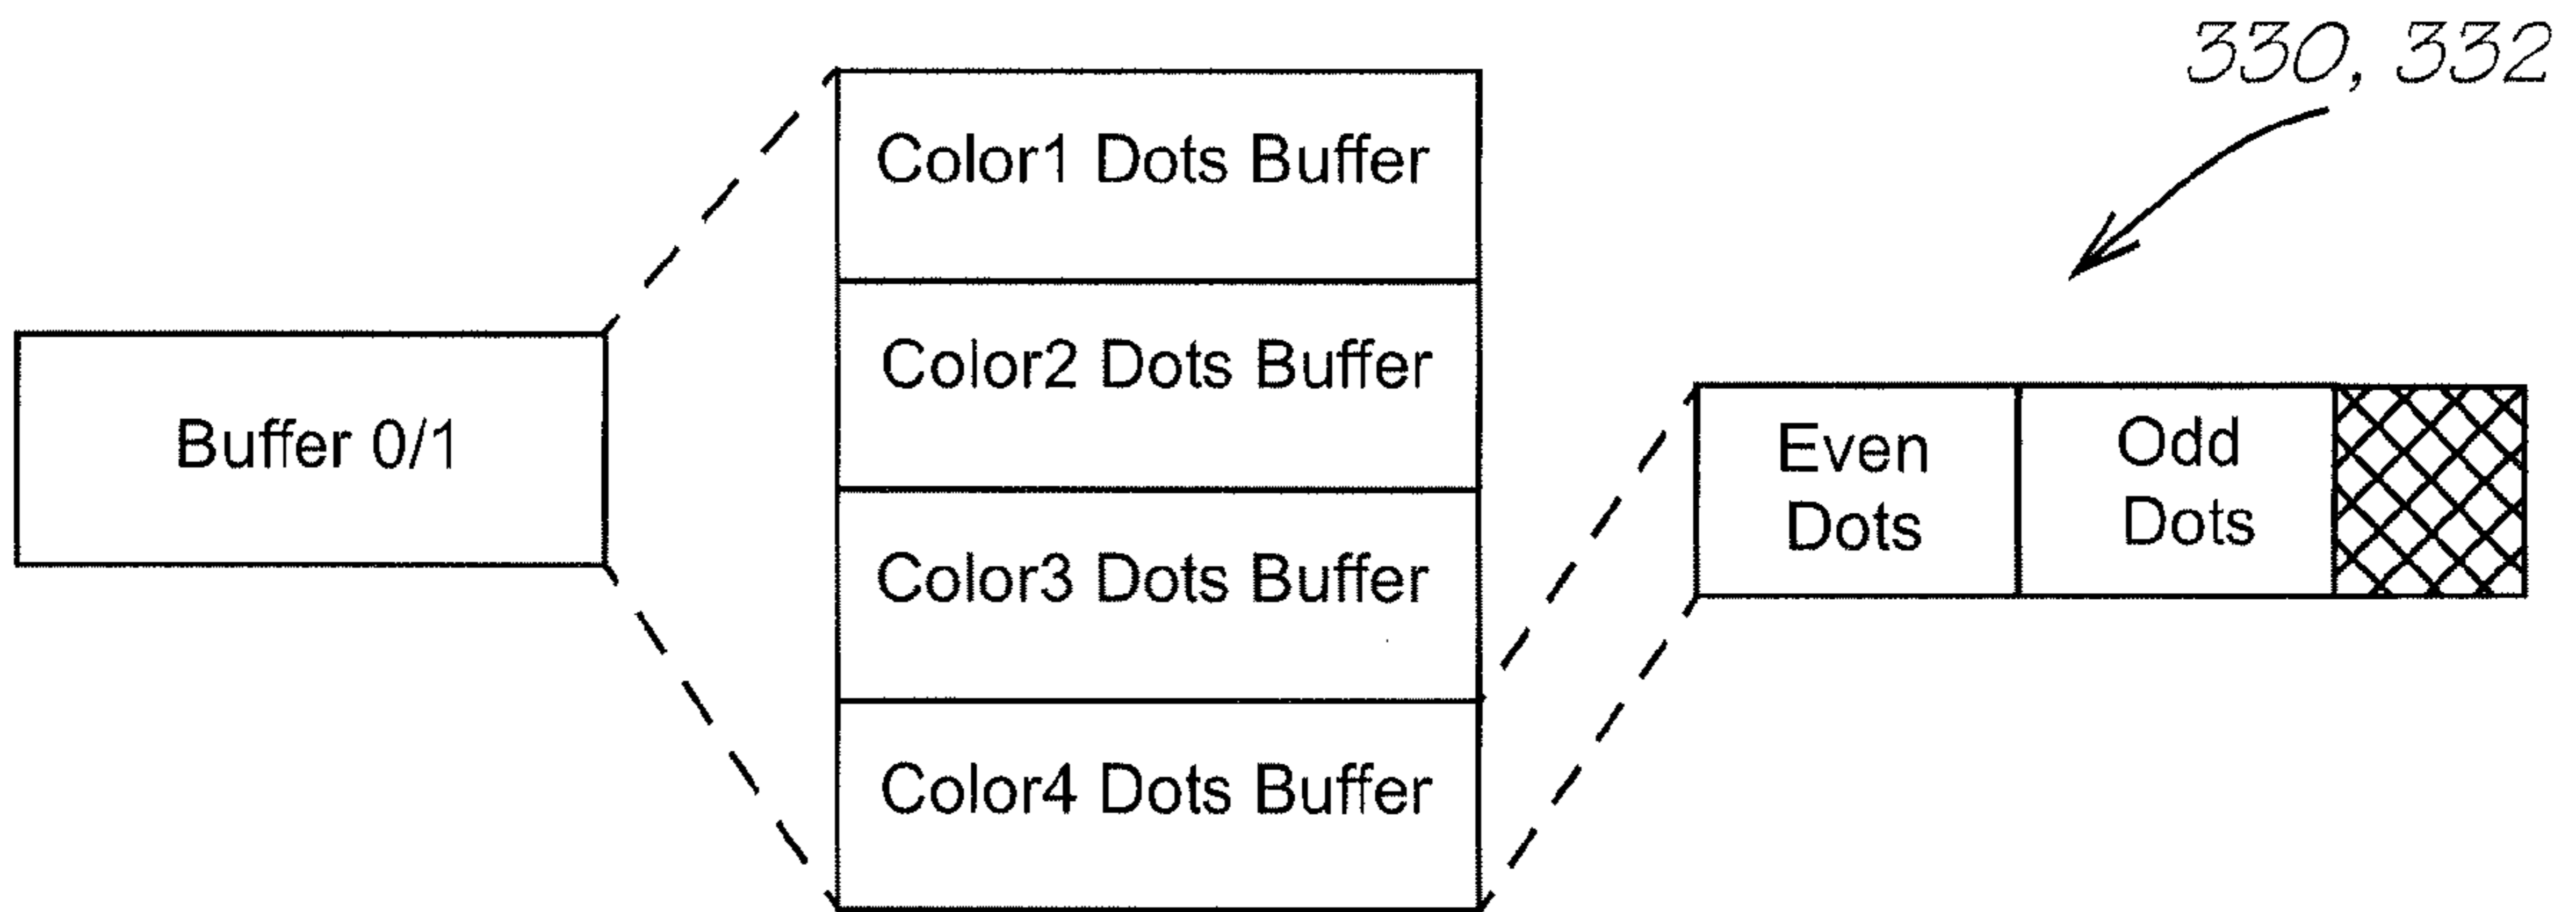 330, 332
Color1 Dots Buffer
Color2 Dots Buffer
Buffer 0/1
Color3 Dots Buffer
Color4 Dots Buffer
Even
Dots
Odd
Dots